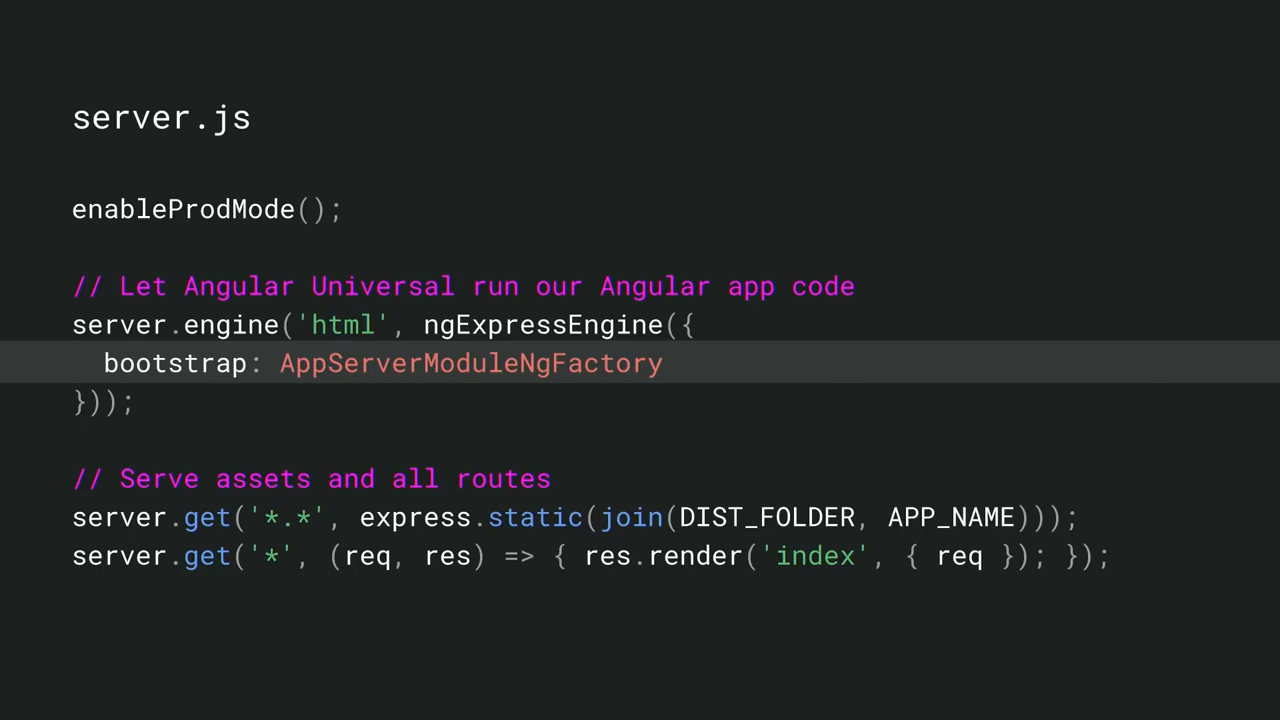 server.js
enableProdMode();
// Let Angular Universal run our Angular app code
server.engine('html', ngExpressEngine({
  bootstrap: AppServerModuleNgFactory
}));
// Serve assets and all routes
server.get('*.*', express.static(join(DIST_FOLDER, APP_NAME)));
server.get('*', (req, res) => { res.render('index', { req }); });